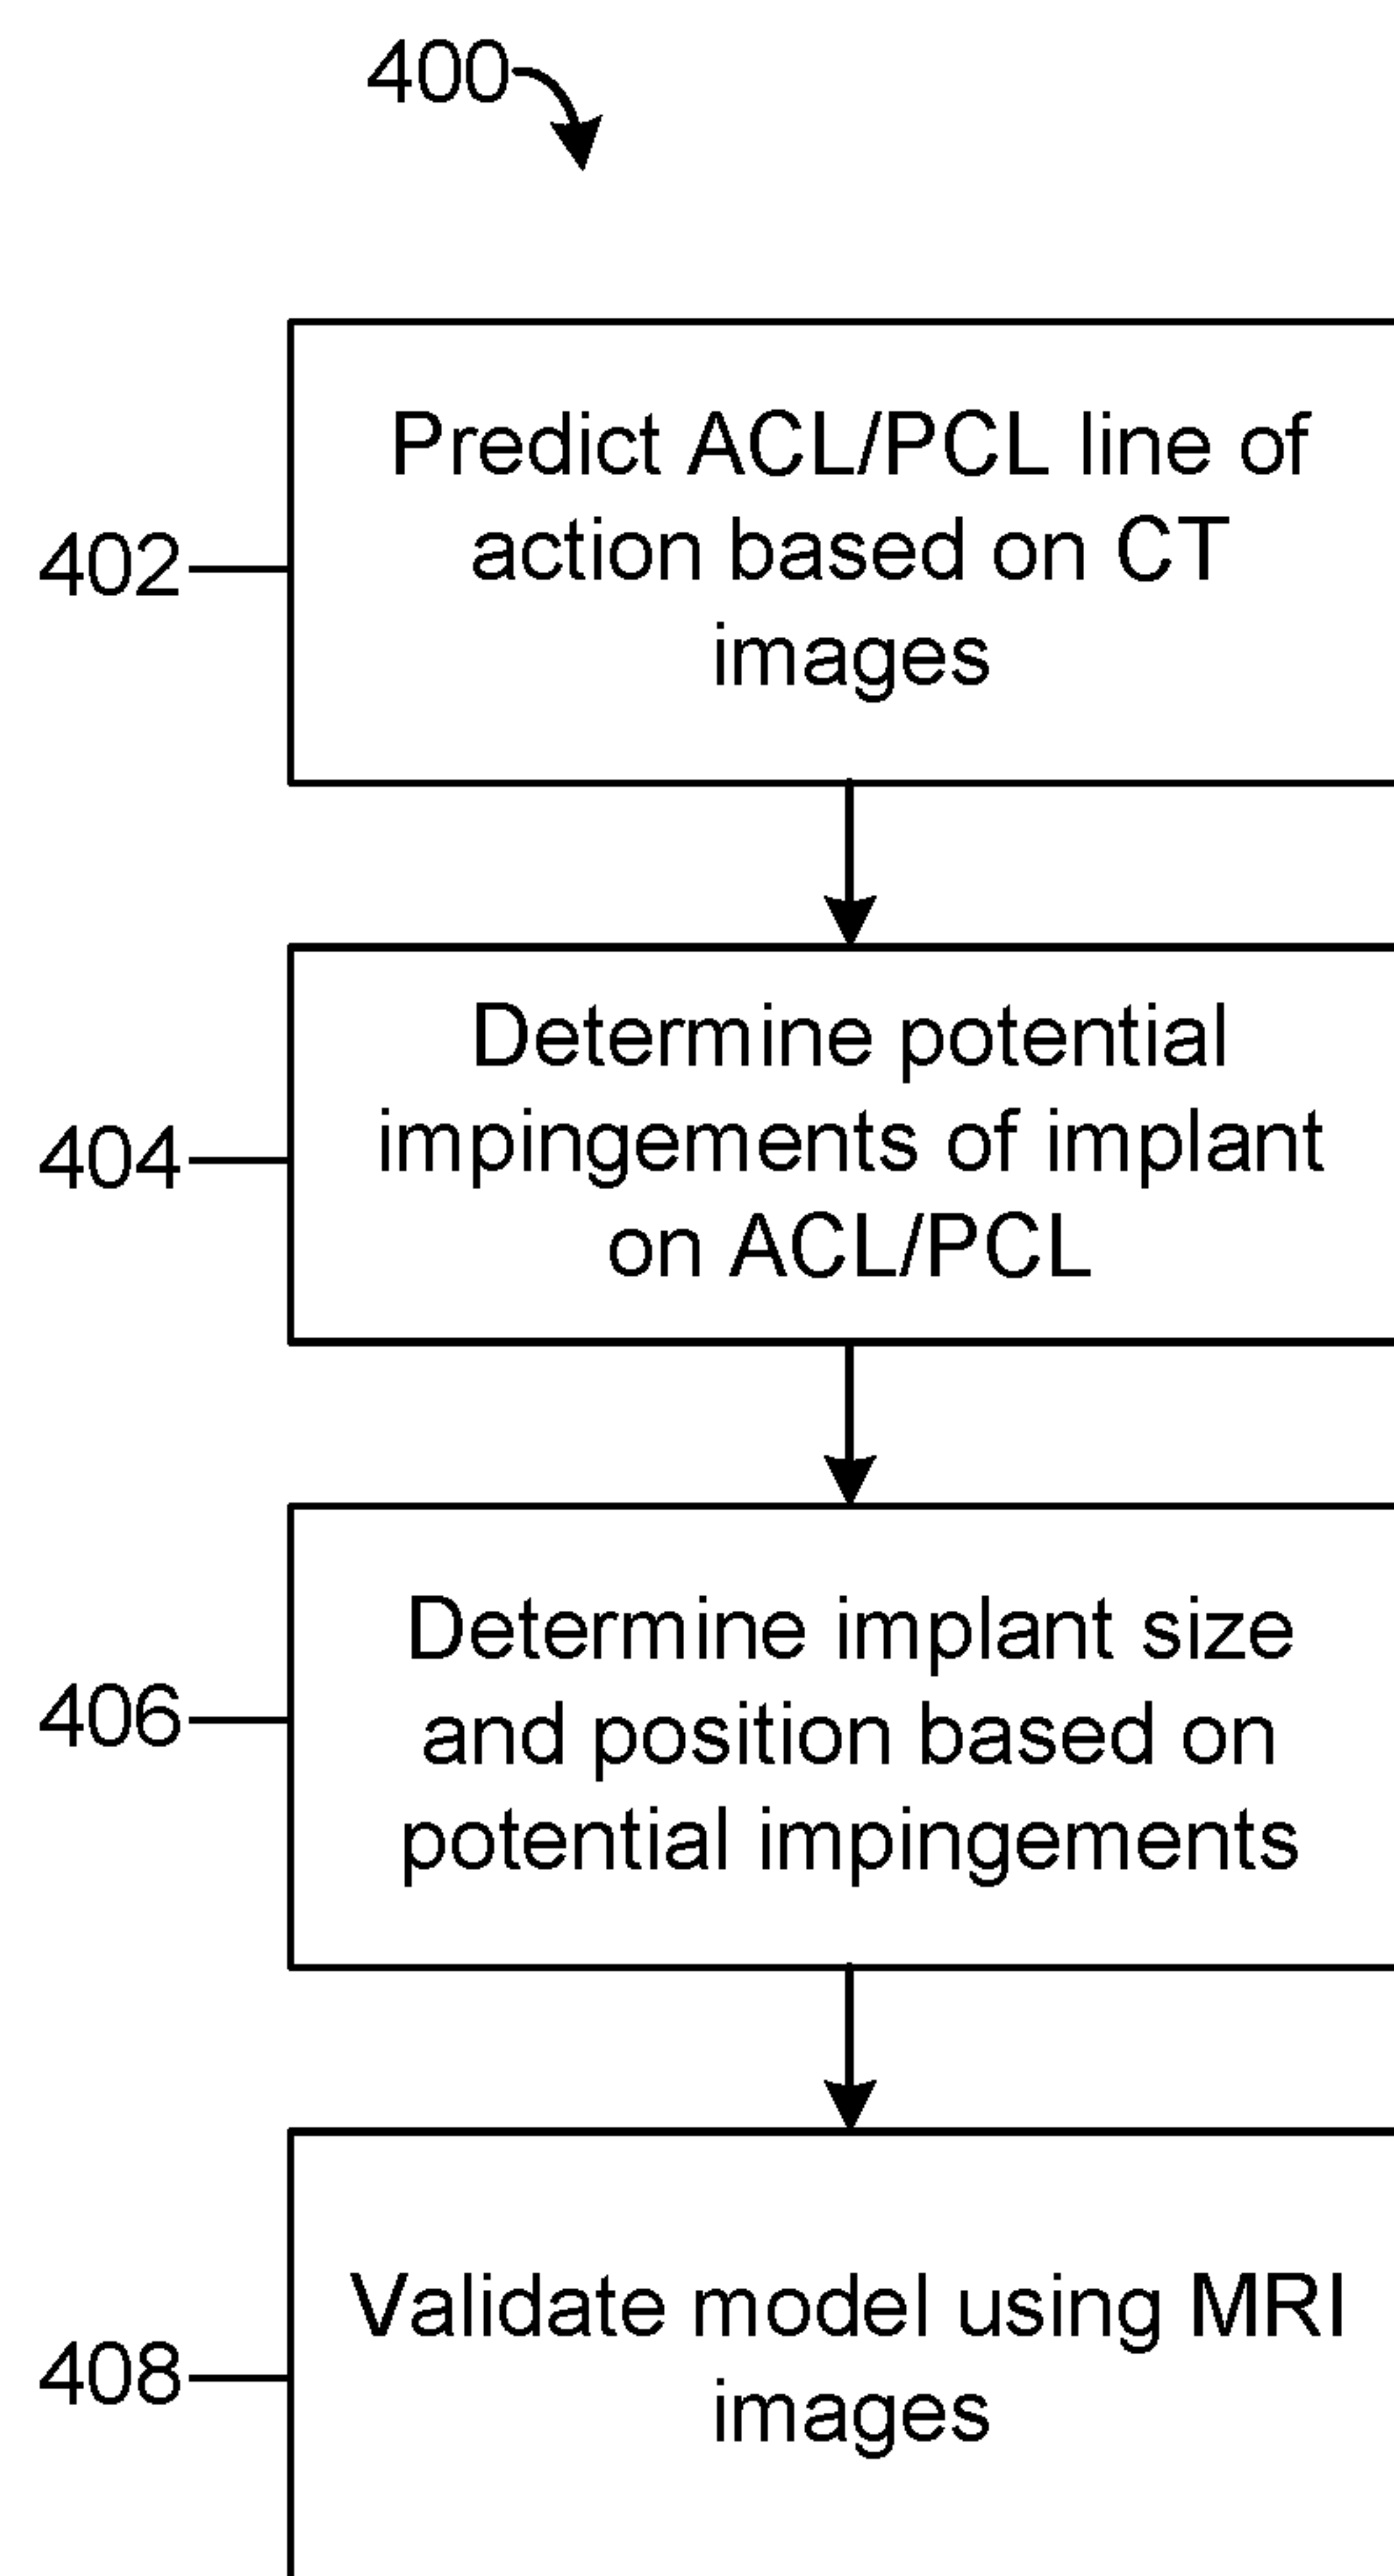 400
402
Predict ACL/PCL line of
action based on CT
images
404
Determine potential
impingements of implant
on ACL/PCL
406
Determine implant size
and position based on
potential impingements
408
Validate model using MRI
images